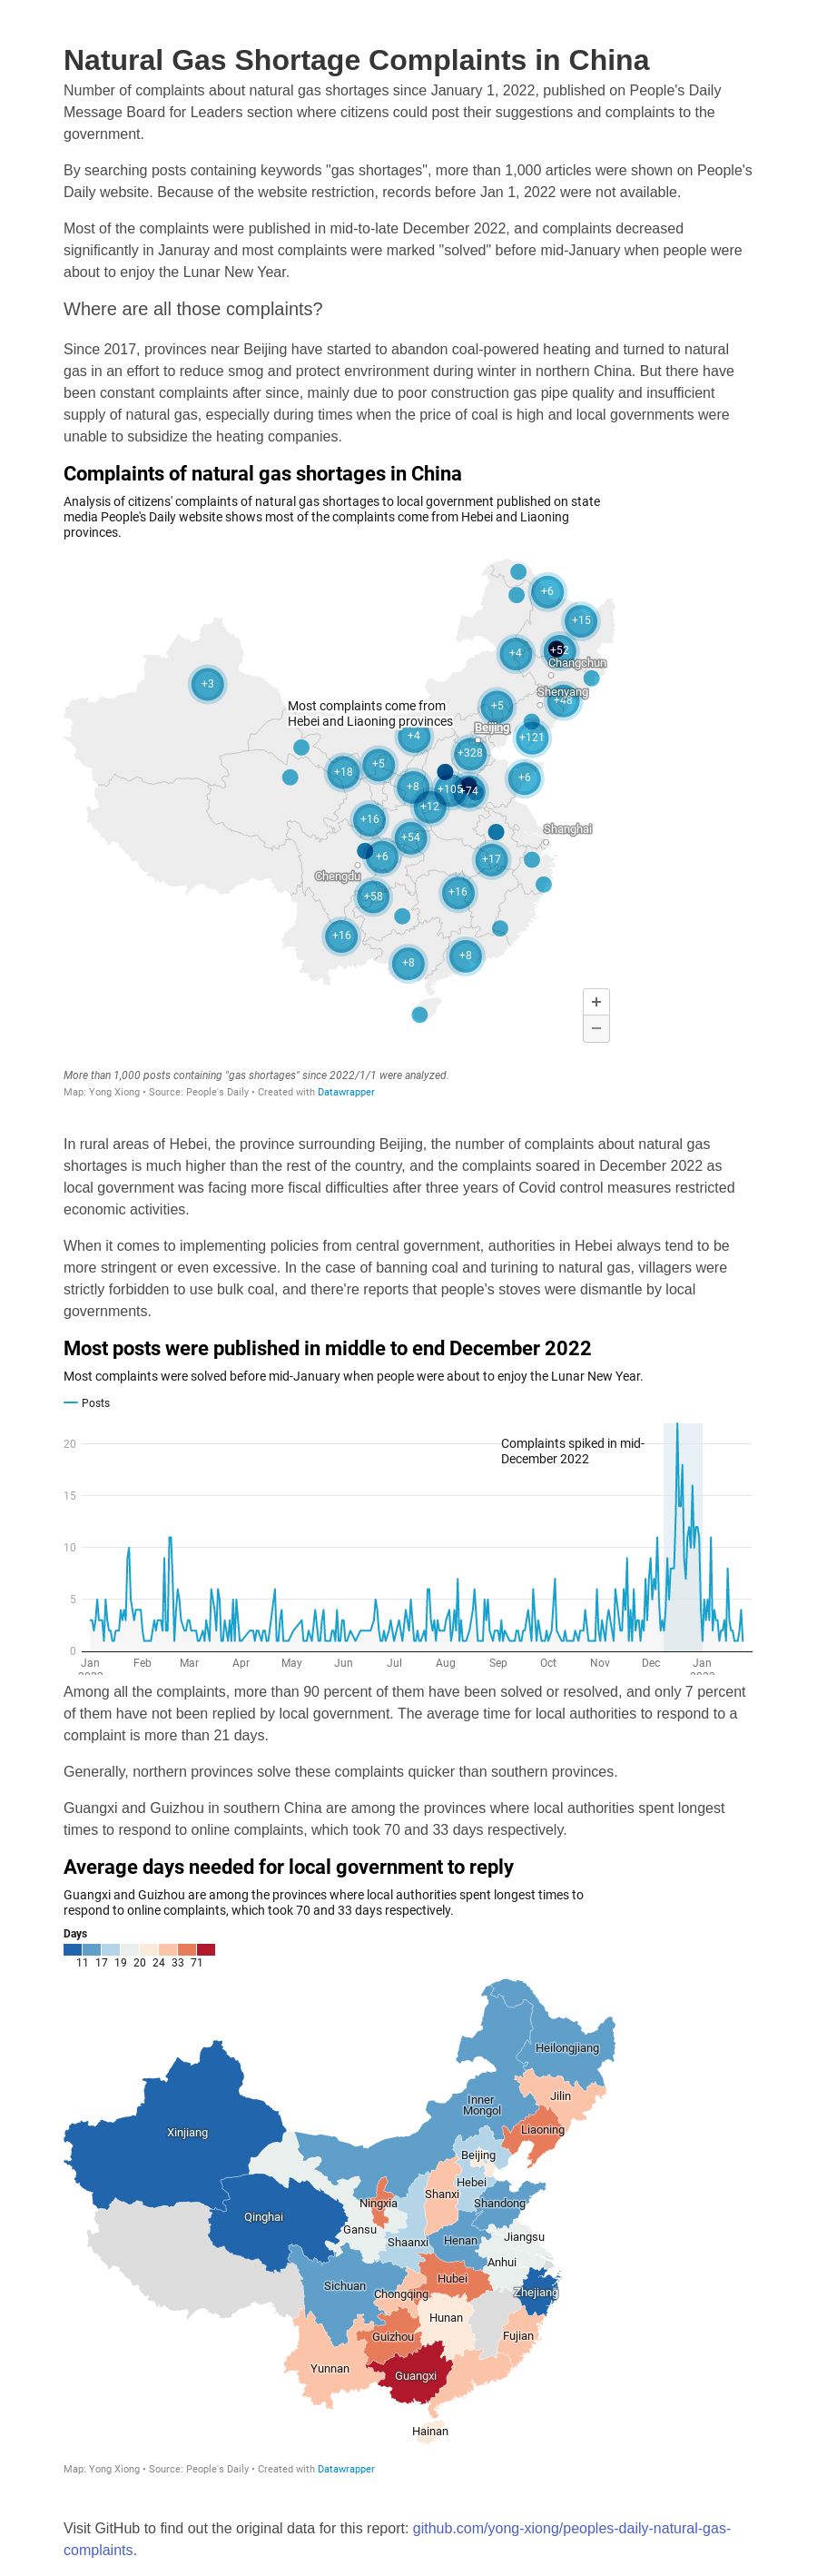 Natural Gas Shortage Complaints in China
Number of complaints about natural gas shortages since January 1, 2022, published on People's Daily
Message Board for Leaders section where citizens could post their suggestions and complaints to the
government.
By searching posts containing keywords "gas shortages", more than 1,000 articles were shown on People's
Daily website. Because of the website restriction, records before Jan 1, 2022 were not available.
Most of the complaints were published in mid-to-late December 2022, and complaints decreased
significantly in Januray and most complaints were marked "solved" before mid-January when people were
about to enjoy the Lunar New Year.
Where are all those complaints?
Since 2017, provinces near Beijing have started to abandon coal-powered heating and turned to natural
gas in an effort to reduce smog and protect envrironment during winter in northern China. But there have
been constant complaints after since, mainly due to poor construction gas pipe quality and insufficient
supply of natural gas, especially during times when the price of coal is high and local governments were
unable to subsidize the heating companies.
Complaints of natural gas shortages in China
Analysis of citizens' complaints of natural gas shortages to local government published on state
media People's Daily website shows most of the complaints come from Hebei and Liaoning
provinces.
+6
+15
+52
+4
Changchun
+3
Shenyang
+48
+5
Most complaints come from
Hebei and Liaoning provinces
Beijing
+4
+121
+328
+5
+18
+6
+8
+105
+74
+12
+16
+54
Shanghai
+6
+17
Chengdu
+58
+16
+16
+8
+8
+
−
More than 1,000 posts containing "gas shortages" since 2022/1/1 were analyzed.
Map: Yong Xiong • Source: People's Daily • Created with Datawrapper
In rural areas of Hebei, the province surrounding Beijing, the number of complaints about natural gas
shortages is much higher than the rest of the country, and the complaints soared in December 2022 as
local government was facing more fiscal difficulties after three years of Covid control measures restricted
economic activities.
When it comes to implementing policies from central government, authorities in Hebei always tend to be
more stringent or even excessive. In the case of banning coal and turining to natural gas, villagers were
strictly forbidden to use bulk coal, and there're reports that people's stoves were dismantle by local
governments.
Most posts were published in middle to end December 2022
Most complaints were solved before mid-January when people were about to enjoy the Lunar New Year.
Posts
Complaints spiked in mid-
December 2022
20
15
10
5
0
Jan Feb Mar Apr May Jun Jul Aug Sep Oct Nov Dec Jan
Among all the complaints, more than 90 percent of them have been solved or resolved, and only 7 percent
of them have not been replied by local government. The average time for local authorities to respond to a
complaint is more than 21 days.
Generally, northern provinces solve these complaints quicker than southern provinces.
Guangxi and Guizhou in southern China are among the provinces where local authorities spent longest
times to respond to online complaints, which took 70 and 33 days respectively.
Average days needed for local government to reply
Guangxi and Guizhou are among the provinces where local authorities spent longest times to
respond to online complaints, which took 70 and 33 days respectively.
Days
11 17 19 20 24 33 71
Heilongjiang
Jilin
Inner
Mongol
Liaoning
Xinjiang
Beijing
Hebei
Shanxi
Ningxia
Shandong
Qinghai
Gansu
Jiangsu
Shaanxi
Henan
Anhui
Hubei
Sichuan
Zhejiang
Chongqing
Hunan
Fujian
Guizhou
Yunnan
Guangxi
Hainan
Map: Yong Xiong • Source: People's Daily • Created with Datawrapper
Visit GitHub to find out the original data for this report: github.com/yong-xiong/peoples-daily-natural-gas-
complaints.